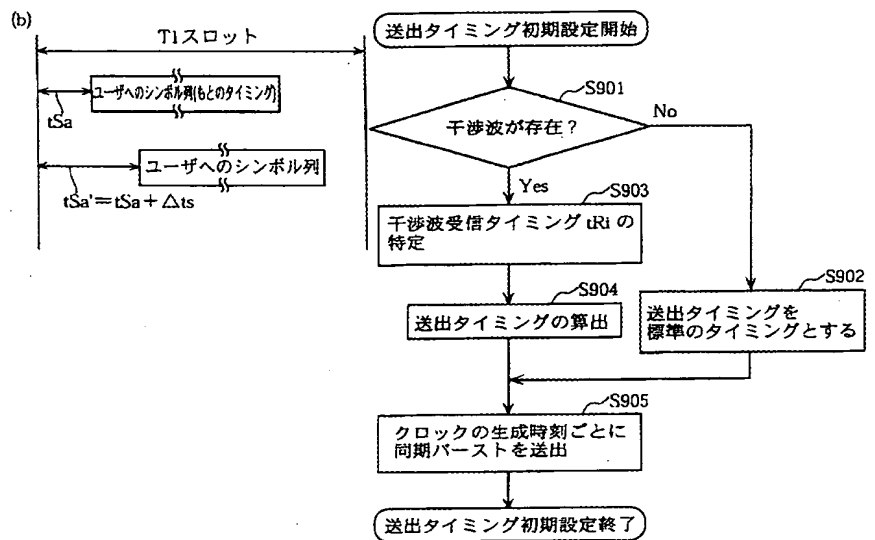 (b)
T1スロット
ユーザへのシンボル列(もとのタイミング)
tSa
ユーザへのシンボル列
tSa'＝tSa＋△ts
送出タイミング初期設定開始
S901
干渉波が存在？
No
Yes
S903
干渉波受信タイミング tRi の
特定
S904
送出タイミングの算出
S902
送出タイミングを
標準のタイミングとする
S905
クロックの生成時刻ごとに
同期バーストを送出
送出タイミング初期設定終了